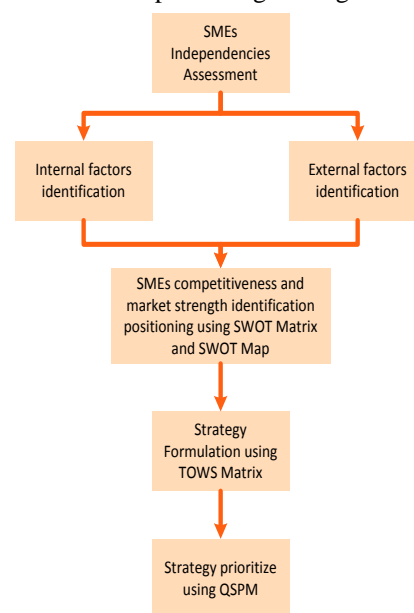 SMEs
Independencies
Assessment
Internal factors
identification
External factors
identification
SMEs competitiveness and
market strength identification
positioning using SWOT Matrix
and SWOT Map
Strategy
Formulation using
TOWS Matrix
Strategy prioritize
using QSPM